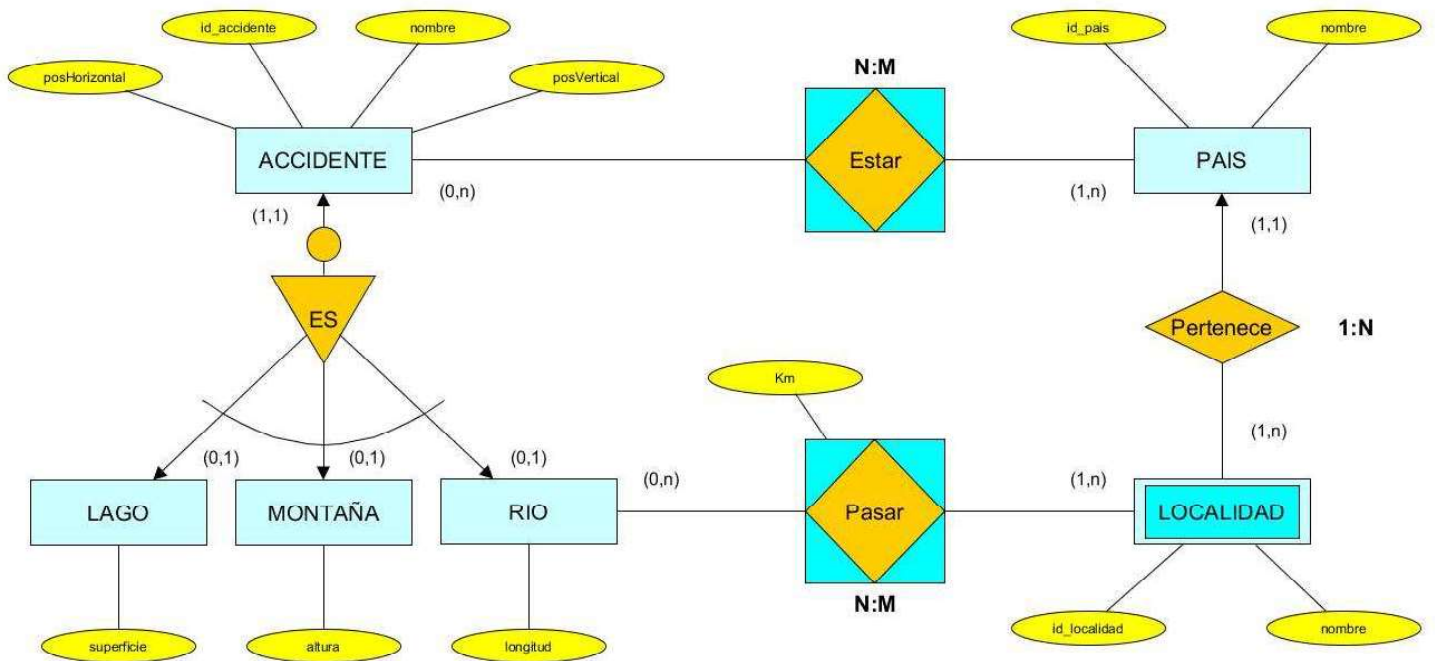 id_accidente
nombre
id_pais
nombre
posHorizontal
posVertical
N:M
ACCIDENTE
Estar
PAIS
(0,n)
(1,n)
(1,1)
(1,1)
ES
Pertenece
1:N
Km
(1,n)
(0,1)
(0,1)
(0,1)
(0,n)
(1,n)
LAGO
MONTAÑA
RIO
Pasar
LOCALIDAD
N:M
superficie
altura
longitud
id_localidad
nombre